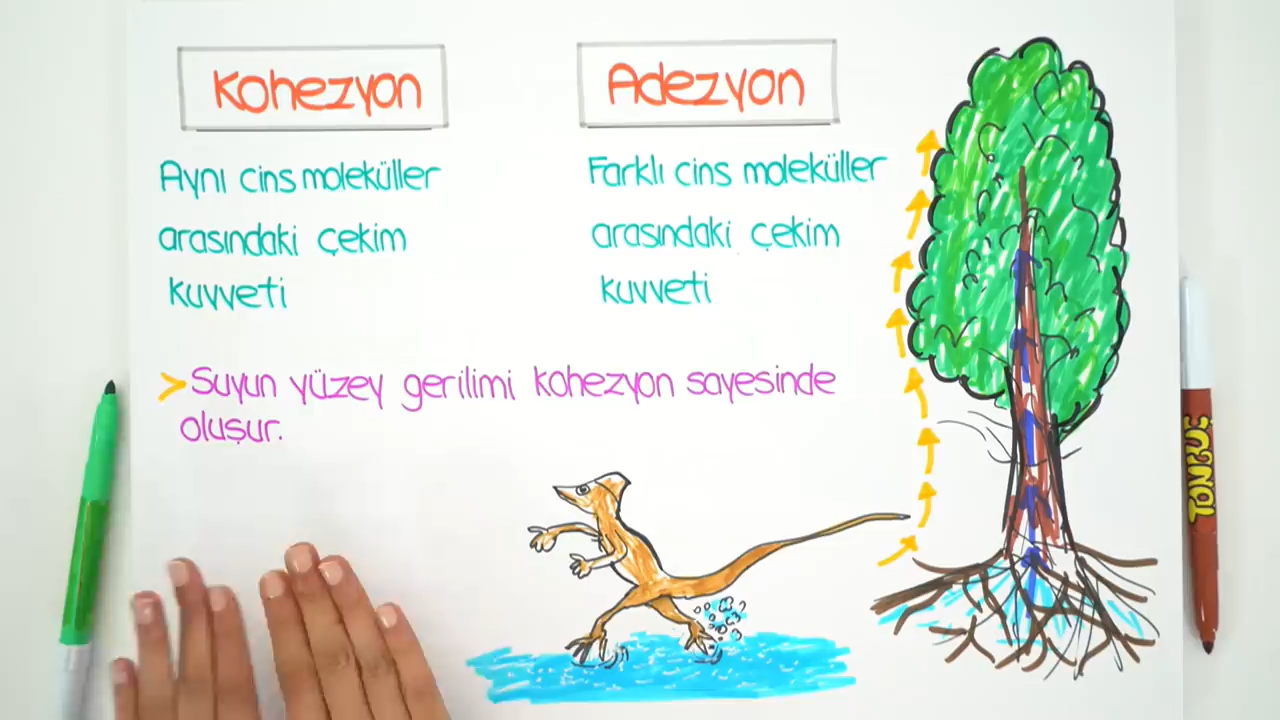 Kohezyon
Aynı cins moleküller
arasındaki çekim
kuvveti
Adezyon
Farklı cins moleküller
arasındaki çekim
kuvveti
> Suyun yüzey gerilimi kohezyon sayesinde
oluşur.
TONGUÇ